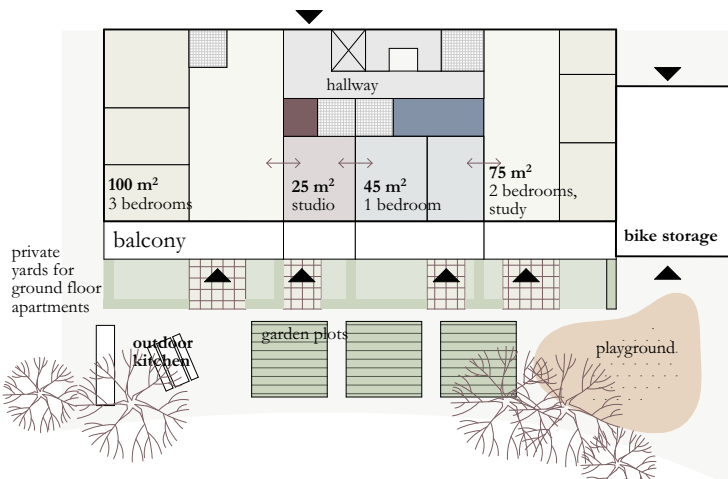 hallway
100 m²
3 bedrooms
25 m²
studio
45 m²
1 bedroom
75 m²
2 bedrooms,
study
balcony
bike storage
private
yards for
ground floor
apartments
outdoor
kitchen
garden plots
playground